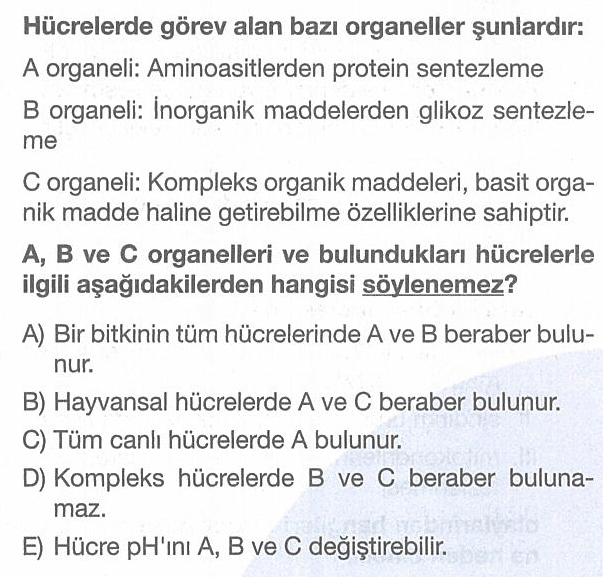 Hücrelerde görev alan bazı organeller şunlardır:
A organeli: Aminoasitlerden protein sentezleme
B organeli: İnorganik maddelerden glikoz sentezle-
me
C organeli: Kompleks organik maddeleri, basit orga-
nik madde haline getirebilme özelliklerine sahiptir.
A, B ve C organelleri ve bulundukları hücrelerle
ilgili aşağıdakilerden hangisi söylenemez?
A) Bir bitkinin tüm hücrelerinde A ve B beraber bulu-
nur.
B) Hayvansal hücrelerde A ve C beraber bulunur.
C) Tüm canlı hücrelerde A bulunur.
D) Kompleks hücrelerde B ve C beraber buluna-
maz.
E) Hücre pH'ını A, B ve C değiştirebilir.